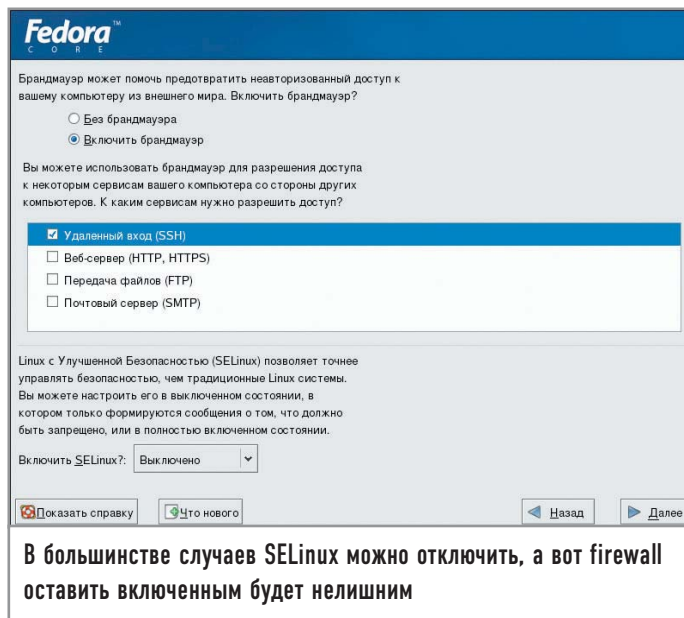 Fedora™
CORE
Брандмауэр может помочь предотвратить неавторизованный доступ к
вашему компьютеру из внешнего мира. Включить брандмауэр?
Без брандмауэра
Включить брандмауэр
Вы можете использовать брандмауэр для разрешения доступа
к некоторым сервисам вашего компьютера со стороны других
компьютеров. К каким сервисам нужно разрешить доступ?
Удаленный вход (SSH)
Веб-сервер (HTTP, HTTPS)
Передача файлов (FTP)
Почтовый сервер (SMTP)
Linux с Улучшенной Безопасностью (SELinux) позволяет точнее
управлять безопасностью, чем традиционные Linux системы.
Вы можете настроить его в выключенном состоянии, в
котором только формируются сообщения о том, что должно
быть запрещено, или в полностью включенном состоянии.
Включить SELinux?: Выключено
Показать справку Что нового Назад Далее
В большинстве случаев SELinux можно отключить, а вот firewall
оставить включенным будет нелишним